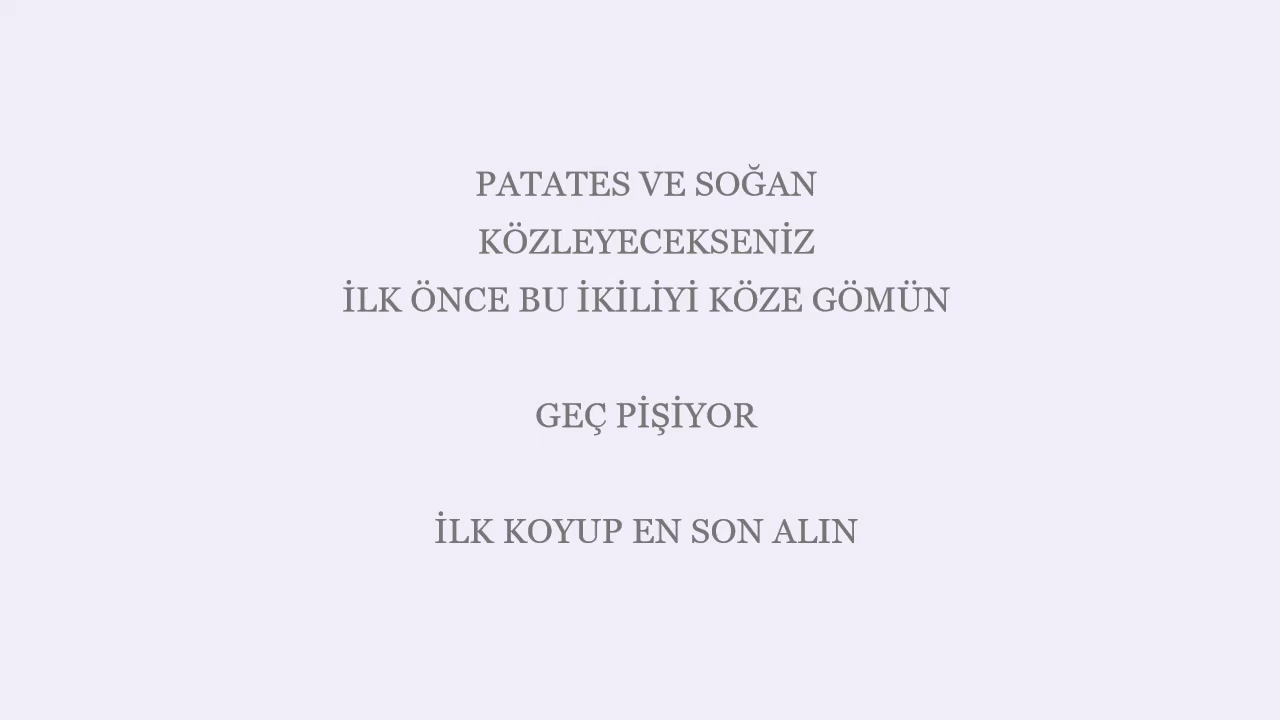 PATATES VE SOĞAN
KÖZLEYECEKSENİZ
İLK ÖNCE BU İKİLİYİ KÖZE GÖMÜN
GEÇ PİŞİYOR
İLK KOYUP EN SON ALIN